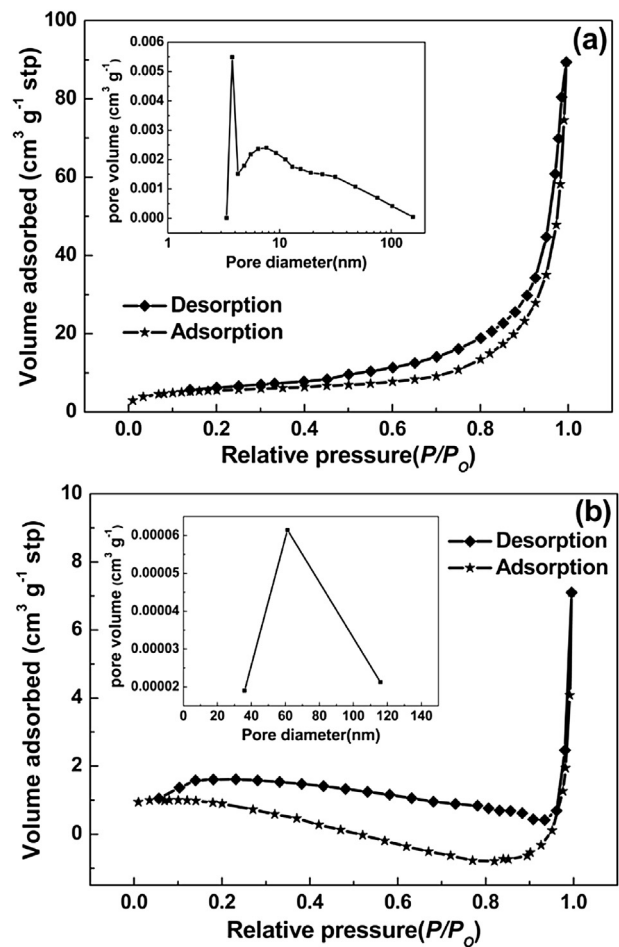 (a)
100
80
60
40
20
0
Volume adsorbed (cm³ g⁻¹ stp)
0.006
0.005
0.004
0.003
0.002
0.001
0.000
pore volume (cm³ g⁻¹)
1 10 100
Pore diameter(nm)
Desorption
Adsorption
0.0 0.2 0.4 0.6 0.8 1.0
Relative pressure(P/P_O)
(b)
10
8
6
4
2
0
Volume adsorbed (cm³ g⁻¹ stp)
0.00006
0.00005
0.00004
0.00003
0.00002
pore volume (cm³ g⁻¹)
0 20 40 60 80 100 120 140
Pore diameter(nm)
Desorption
Adsorption
0.0 0.2 0.4 0.6 0.8 1.0
Relative pressure(P/P_O)